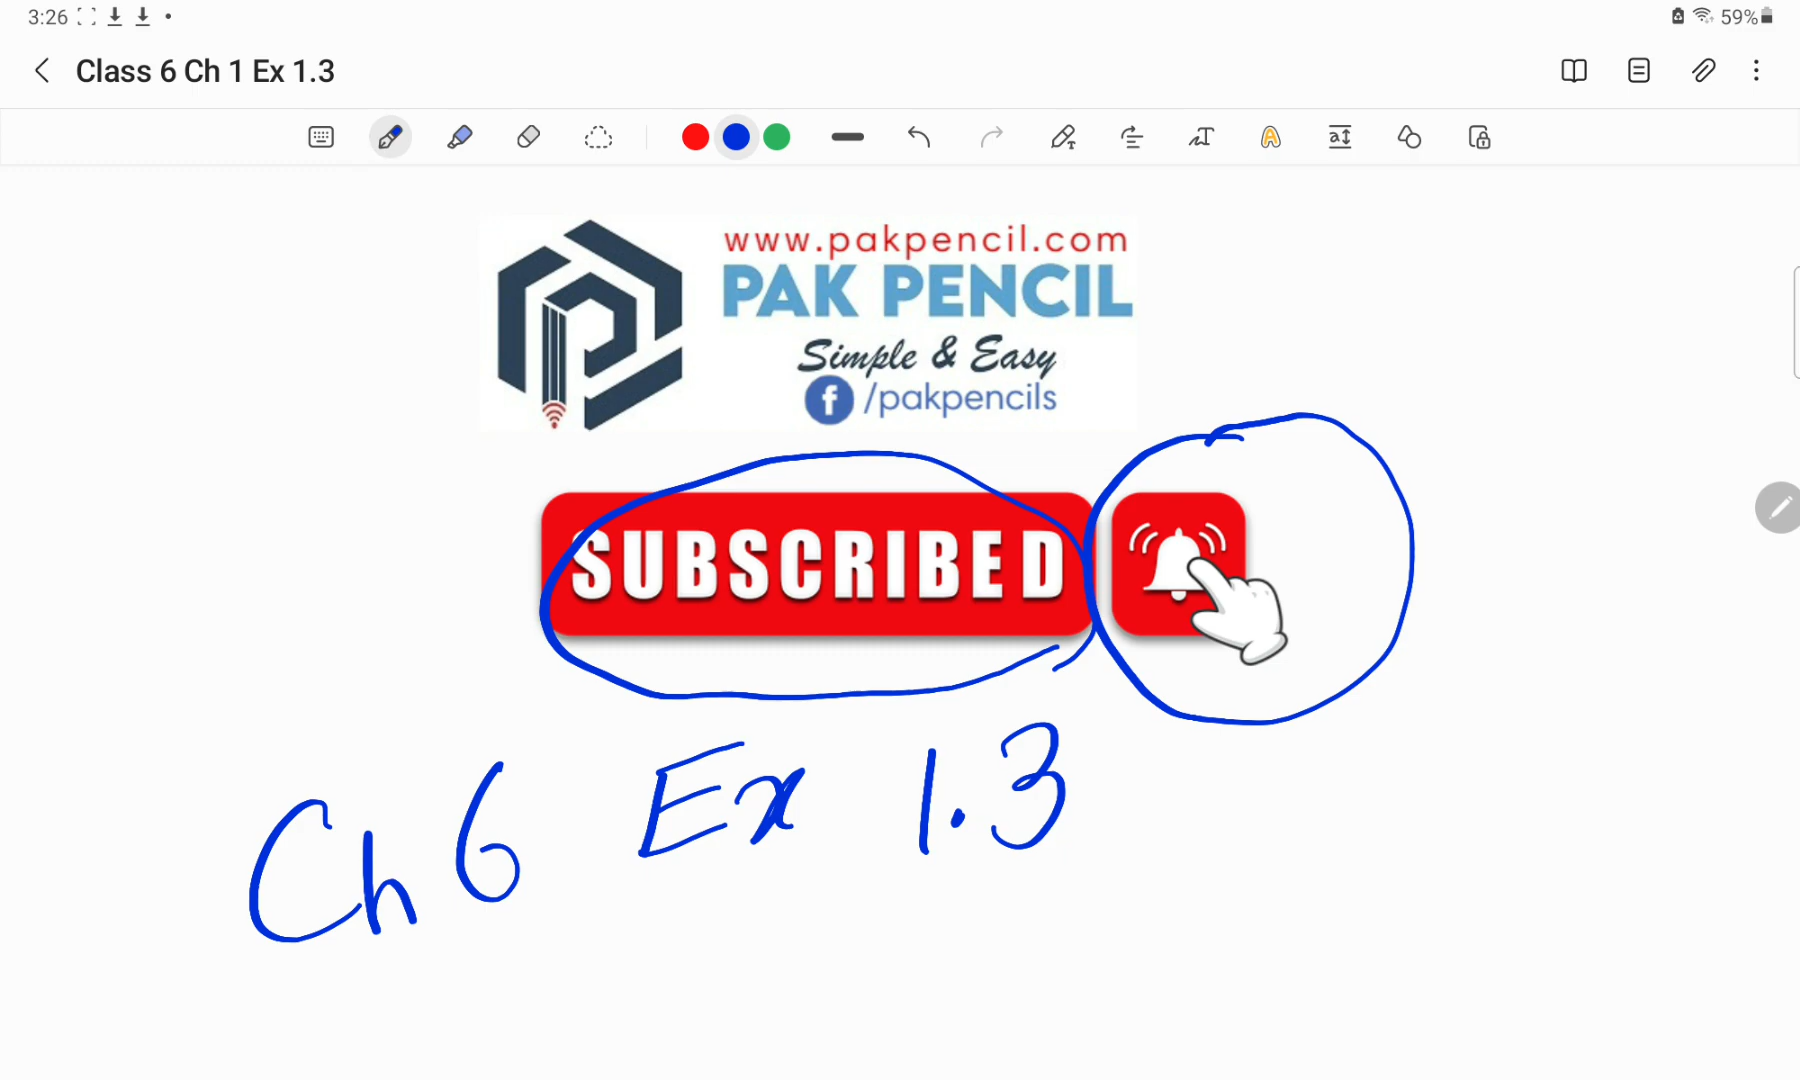 3:26 59%
Class 6 Ch 1 Ex 1.3
www.pakpencil.com
PAK PENCIL
Simple & Easy
f /pakpencils
SUBSCRIBED
Ch 6 Ex 1.3